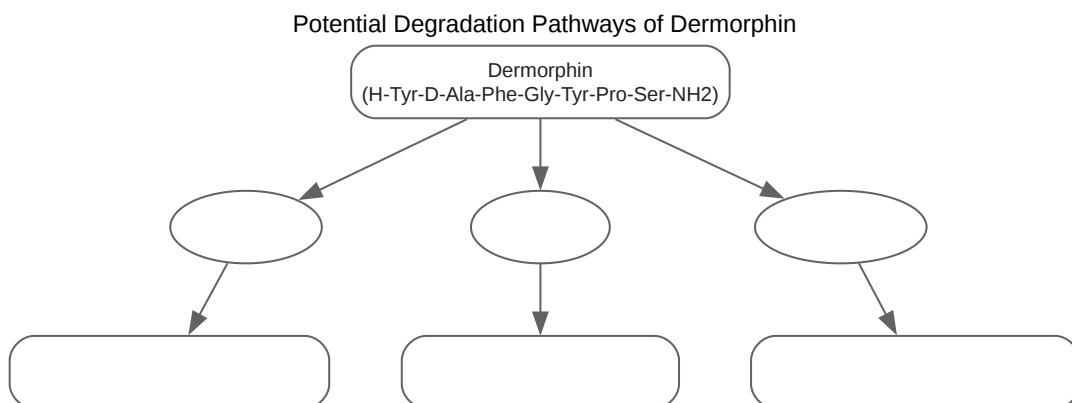 Potential Degradation Pathways of Dermorphin
Dermorphin
(H-Tyr-D-Ala-Phe-Gly-Tyr-Pro-Ser-NH2)